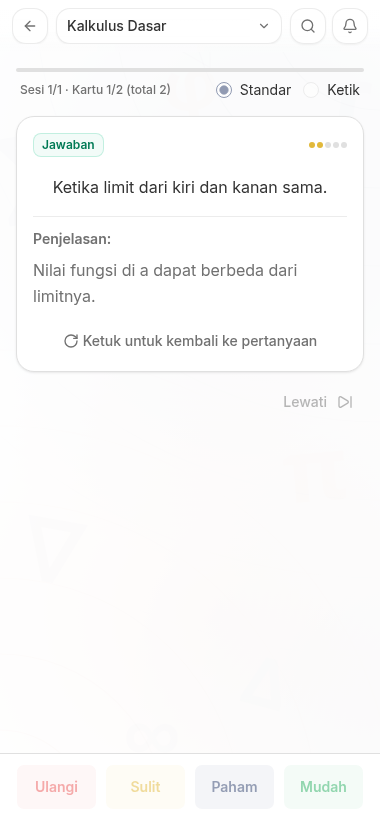 Kalkulus Dasar
Sesi 1/1 · Kartu 1/2 (total 2)
Standar
Ketik
Jawaban
Ketika limit dari kiri dan kanan sama.
Penjelasan:
Nilai fungsi di a dapat berbeda dari
limitnya.
Ketuk untuk kembali ke pertanyaan
Lewati
Ulangi
Sulit
Paham
Mudah